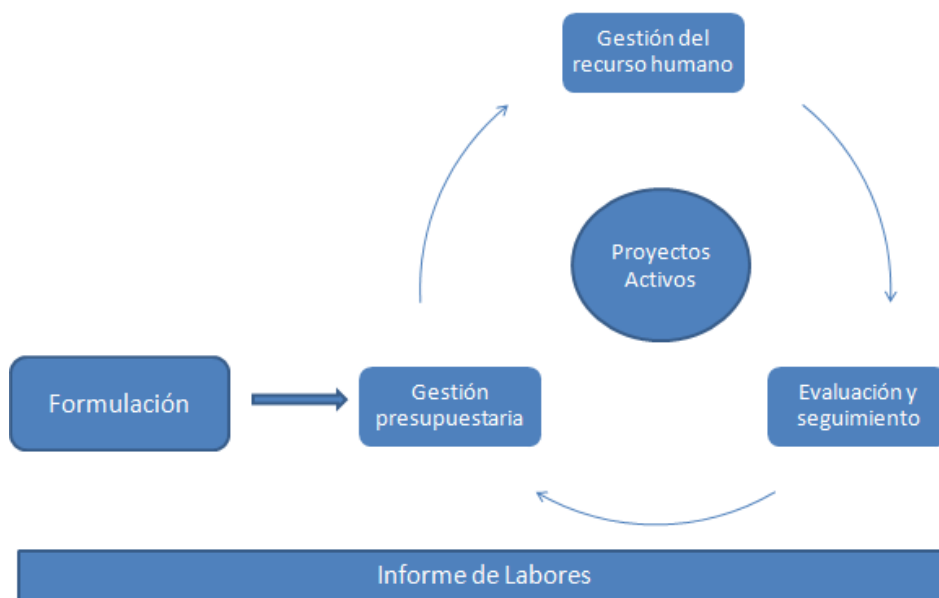 Gestión del
recurso humano
Proyectos
Activos
Formulación
Gestión
presupuestaria
Evaluación y
seguimiento
Informe de Labores